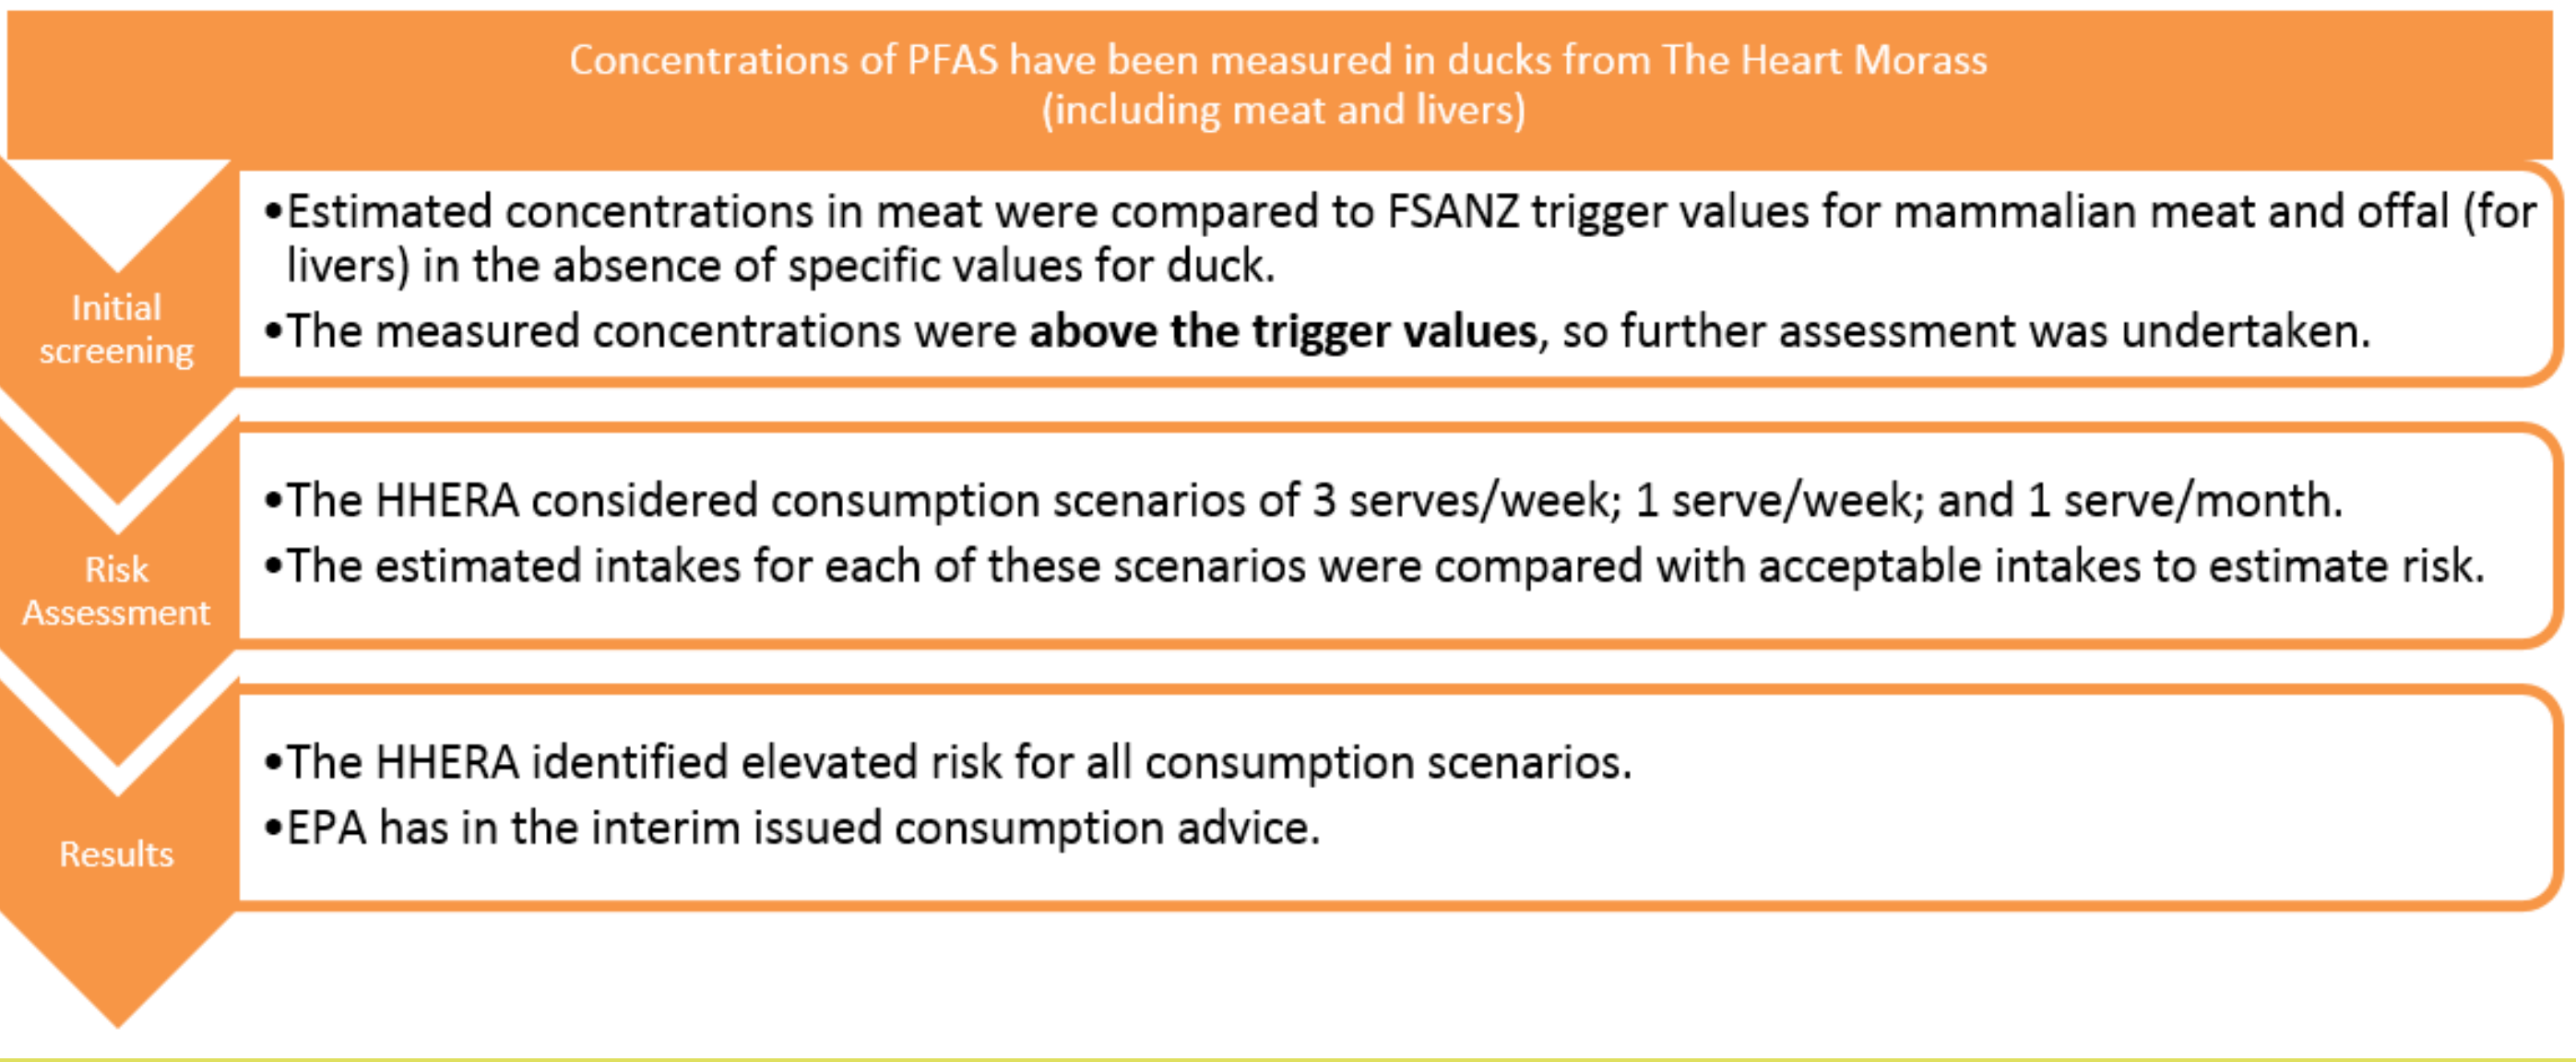 Concentrations of PFAS have been measured in ducks from The Heart Morass
(including meat and livers)
Initial
screening
•Estimated concentrations in meat were compared to FSANZ trigger values for mammalian meat and offal (for
livers) in the absence of specific values for duck.
•The measured concentrations were above the trigger values, so further assessment was undertaken.
Risk
Assessment
•The HHERA considered consumption scenarios of 3 serves/week; 1 serve/week; and 1 serve/month.
•The estimated intakes for each of these scenarios were compared with acceptable intakes to estimate risk.
Results
•The HHERA identified elevated risk for all consumption scenarios.
•EPA has in the interim issued consumption advice.